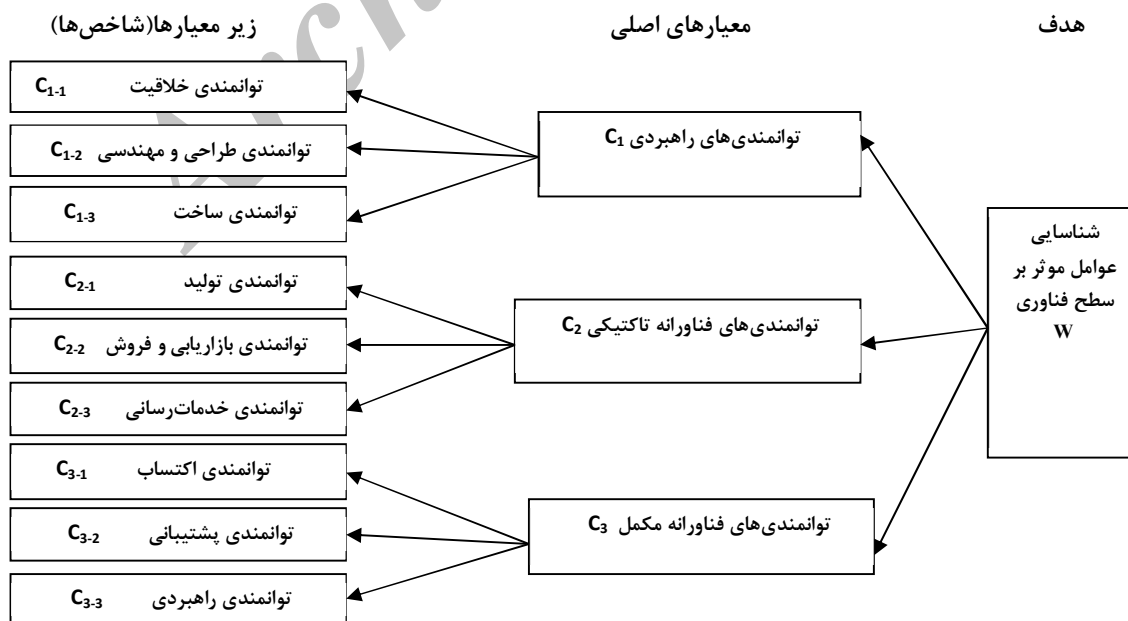 هدف
معیارهای اصلی
زیر معیارها(شاخص‌ها)
شناسایی
عوامل موثر بر
سطح فناوری
W
توانمندی‌های راهبردی C1
توانمندی‌های فناورانه تاکتیکی C2
توانمندی‌های فناورانه مکمل C3
توانمندی خلاقیت C1-1
توانمندی طراحی و مهندسی C1-2
توانمندی ساخت C1-3
توانمندی تولید C2-1
توانمندی بازاریابی و فروش C2-2
توانمندی خدمات‌رسانی C2-3
توانمندی اکتساب C3-1
توانمندی پشتیبانی C3-2
توانمندی راهبردی C3-3